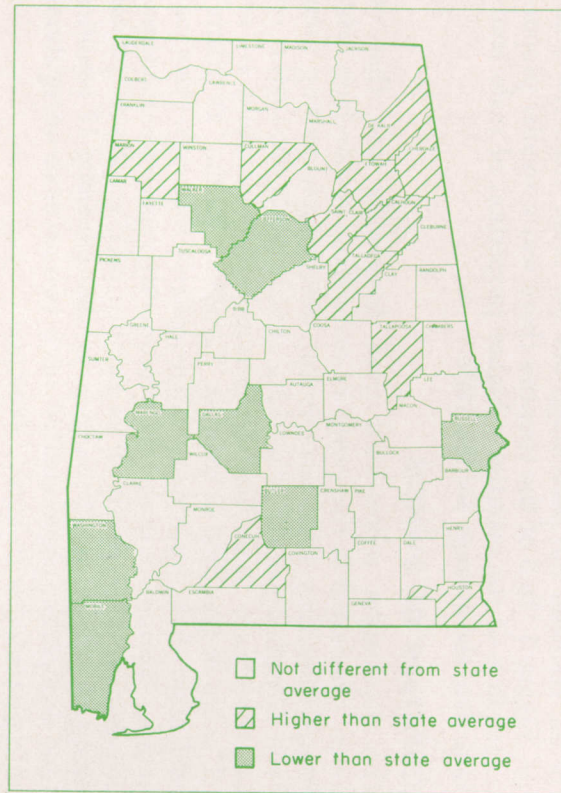 LAUDERDALE
LIMESTONE
MADISON
JACKSON
COLBERT
LAWRENCE
FRANKLIN
MORGAN
MARSHALL
DE KALB
CHEROKEE
MARION
WINSTON
CULLMAN
ETOWAH
BLOUNT
LAMAR
FAYETTE
WALKER
JEFFERSON
SAINT CLAIR
CALHOUN
CLEBURNE
TUSCALOOSA
TALLADEGA
PICKENS
SHELBY
CLAY
RANDOLPH
BIBB
GREENE
HALE
CHILTON
COOSA
TALLAPOOSA
CHAMBERS
SUMTER
PERRY
AUTAUGA
ELMORE
LEE
MACON
MARENGO
DALLAS
RUSSELL
CHOCTAW
LOWNDES
MONTGOMERY
WILCOX
BULLOCK
BARBOUR
CLARKE
BUTLER
CRENSHAW
PIKE
MONROE
WASHINGTON
HENRY
CONECUH
COFFEE
DALE
COVINGTON
BALDWIN
ESCAMBIA
HOUSTON
GENEVA
MOBILE
Not different from state
average
Higher than state average
Lower than state average